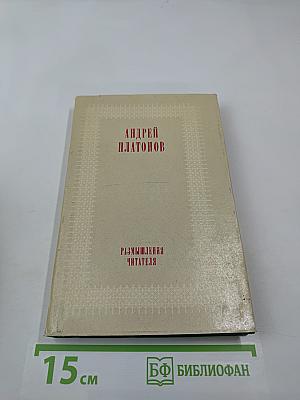 АНДРЕЙ
ПЛАТОНОВ
РАЗМЫШЛЕНИЯ
ЧИТАТЕЛЯ
15 см
БФ БИБЛИОФАН